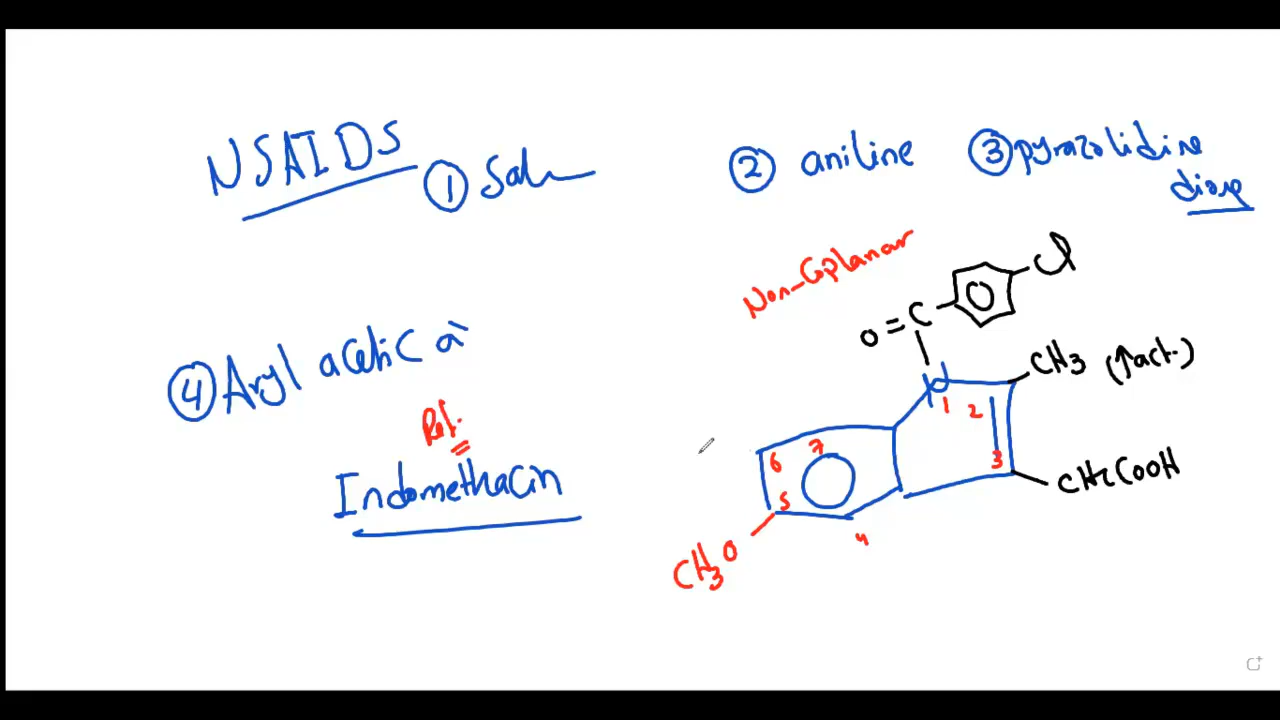 NSAIDS
① Sal
② aniline
③ pyrazolidine
diane
Non-Coplanar
Cl
O=C
④ Aryl acetic a
N
CH3 (↑act.)
1
2
Ref.
Indomethacin
6
7
3
5
CH2COOH
4
CH3O